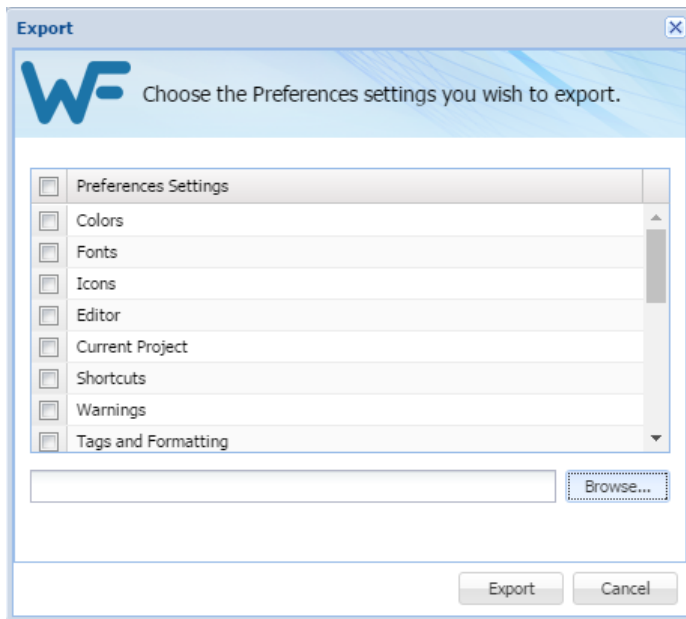 Export
WF Choose the Preferences settings you wish to export.
Preferences Settings
Colors
Fonts
Icons
Editor
Current Project
Shortcuts
Warnings
Tags and Formatting
Browse...
Export Cancel